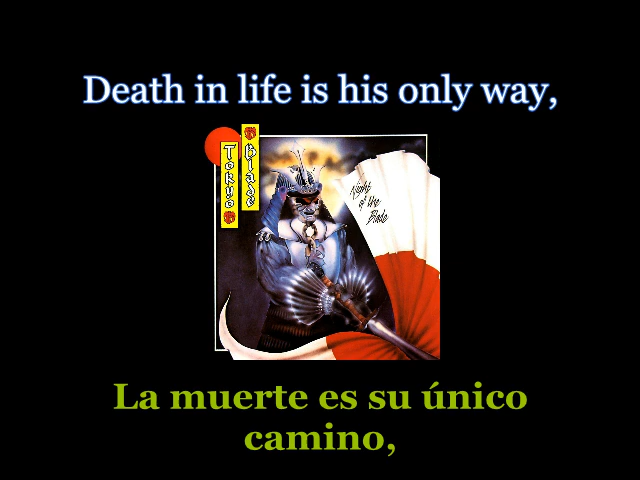 Death in life is his only way,
Tokyo
Blade
Night
of the
Blade
La muerte es su único
camino,